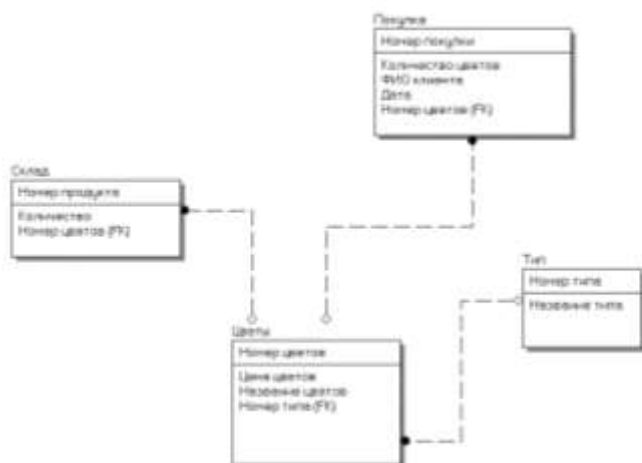 Покупка
Номер покупки
Количество цветов
ФИО клиента
Дата
Номер цветов (FK)
Склад
Номер продукта
Количество
Номер цветов (FK)
Тип
Номер типа
Название типа
Цветы
Номер цветов
Цена цветов
Название цветов
Номер типа (FK)